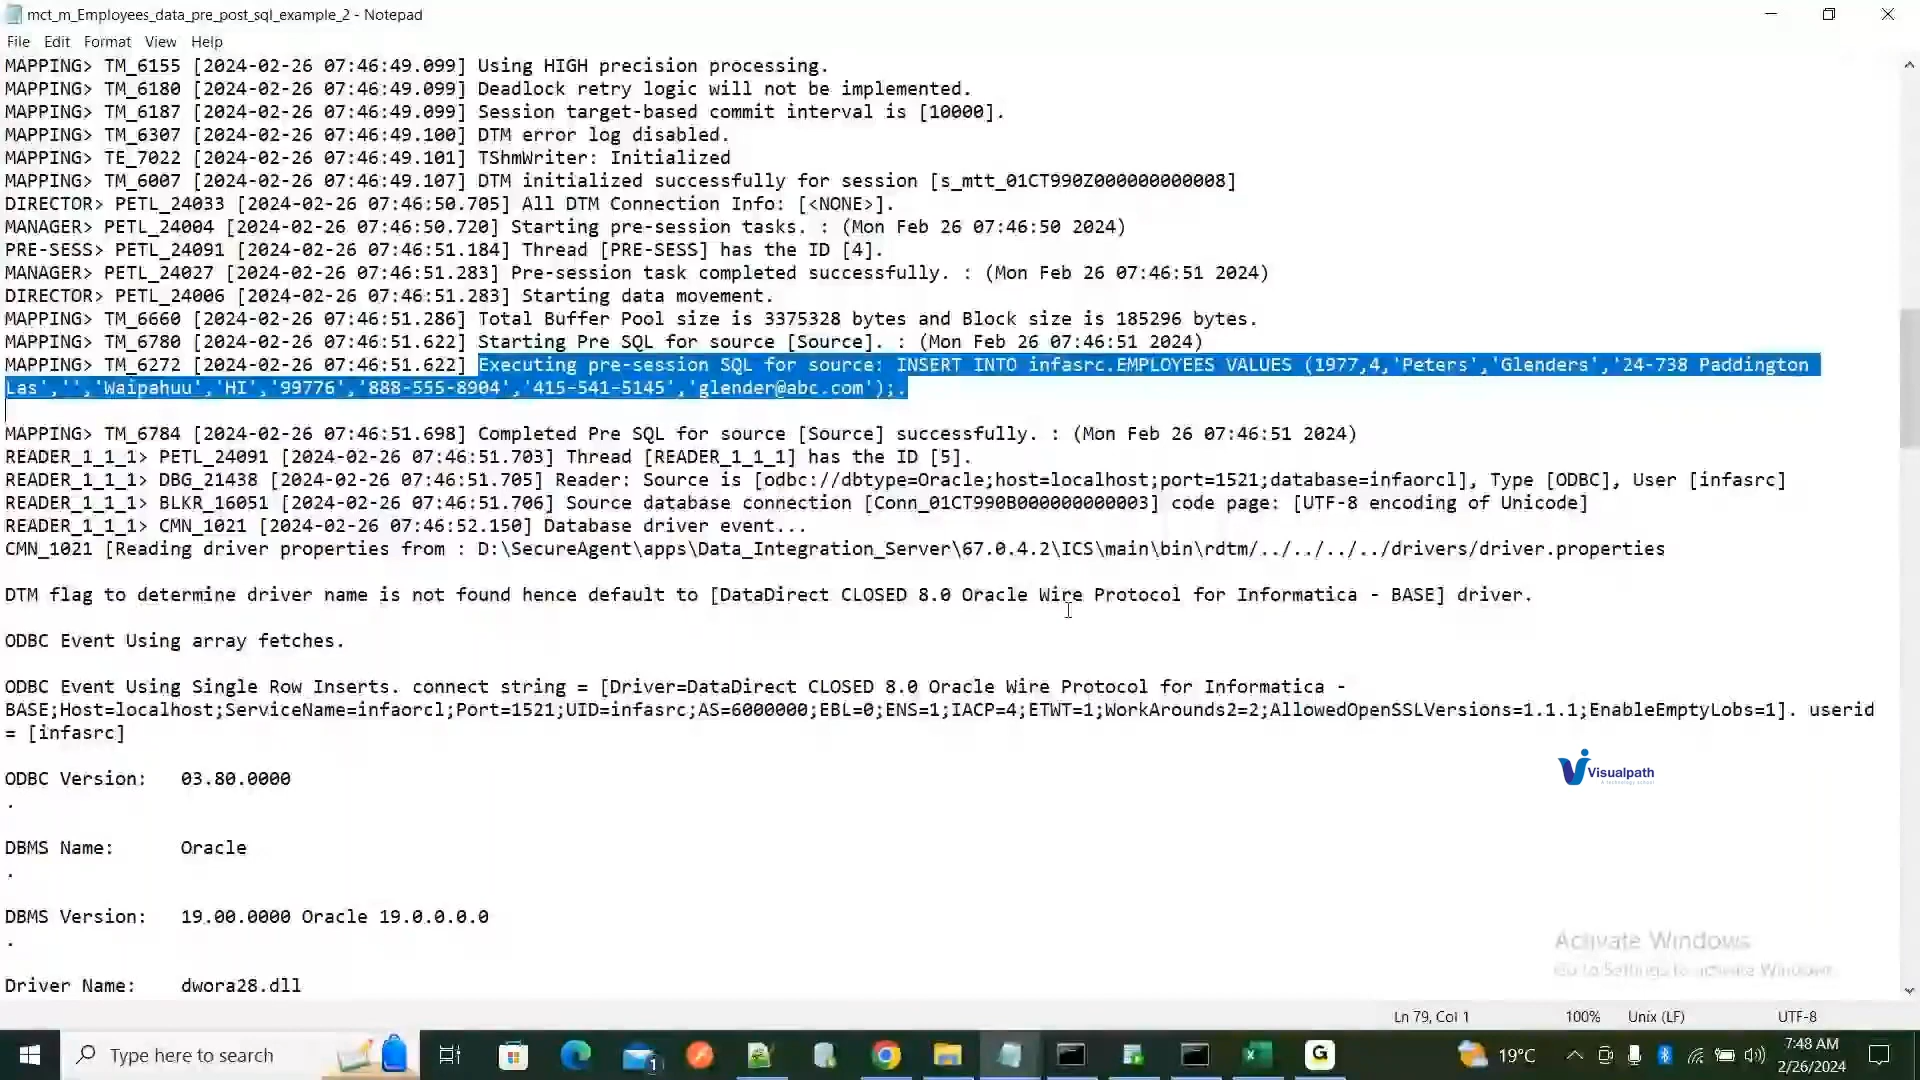 mct_m_Employees_data_pre_post_sql_example_2 - Notepad
File Edit Format View Help
MAPPING> TM_6155 [2024-02-26 07:46:49.099] Using HIGH precision processing.
MAPPING> TM_6180 [2024-02-26 07:46:49.099] Deadlock retry logic will not be implemented.
MAPPING> TM_6187 [2024-02-26 07:46:49.099] Session target-based commit interval is [10000].
MAPPING> TM_6307 [2024-02-26 07:46:49.100] DTM error log disabled.
MAPPING> TE_7022 [2024-02-26 07:46:49.101] TShmWriter: Initialized
MAPPING> TM_6007 [2024-02-26 07:46:49.107] DTM initialized successfully for session [s_mtt_01CT990Z000000000008]
DIRECTOR> PETL_24033 [2024-02-26 07:46:50.705] All DTM Connection Info: [<NONE>].
MANAGER> PETL_24004 [2024-02-26 07:46:50.720] Starting pre-session tasks. : (Mon Feb 26 07:46:50 2024)
PRE-SESS> PETL_24091 [2024-02-26 07:46:51.184] Thread [PRE-SESS] has the ID [4].
MANAGER> PETL_24027 [2024-02-26 07:46:51.283] Pre-session task completed successfully. : (Mon Feb 26 07:46:51 2024)
DIRECTOR> PETL_24006 [2024-02-26 07:46:51.283] Starting data movement.
MAPPING> TM_6660 [2024-02-26 07:46:51.286] Total Buffer Pool size is 3375328 bytes and Block size is 185296 bytes.
MAPPING> TM_6780 [2024-02-26 07:46:51.622] Starting Pre SQL for source [Source]. : (Mon Feb 26 07:46:51 2024)
MAPPING> TM_6272 [2024-02-26 07:46:51.622] Executing pre-session SQL for source: INSERT INTO infasrc.EMPLOYEES VALUES (1977,4,'Peters','Glenders','24-738 Paddington
Las','','Waipahuu','HI','99776','888-555-8904','415-541-5145','glender@abc.com');.
MAPPING> TM_6784 [2024-02-26 07:46:51.698] Completed Pre SQL for source [Source] successfully. : (Mon Feb 26 07:46:51 2024)
READER_1_1_1> PETL_24091 [2024-02-26 07:46:51.703] Thread [READER_1_1_1] has the ID [5].
READER_1_1_1> DBG_21438 [2024-02-26 07:46:51.705] Reader: Source is [odbc://dbtype=Oracle;host=localhost;port=1521;database=infaorcl], Type [ODBC], User [infasrc]
READER_1_1_1> BLKR_16051 [2024-02-26 07:46:51.706] Source database connection [Conn_01CT990B000000000003] code page: [UTF-8 encoding of Unicode]
READER_1_1_1> CMN_1021 [2024-02-26 07:46:52.150] Database driver event...
CMN_1021 [Reading driver properties from : D:\SecureAgent\apps\Data_Integration_Server\67.0.4.2\ICS\main\bin\rdtm/../../../../drivers/driver.properties
DTM flag to determine driver name is not found hence default to [DataDirect CLOSED 8.0 Oracle Wire Protocol for Informatica - BASE] driver.
ODBC Event Using array fetches.
ODBC Event Using Single Row Inserts. connect string = [Driver=DataDirect CLOSED 8.0 Oracle Wire Protocol for Informatica -
BASE;Host=localhost;ServiceName=infaorcl;Port=1521;UID=infasrc;AS=6000000;EBL=0;ENS=1;IACP=4;ETWT=1;WorkArounds2=2;AllowedOpenSSLVersions=1.1.1;EnableEmptyLobs=1]. userid
= [infasrc]
Visualpath
ODBC Version: 03.80.0000
.
DBMS Name: Oracle
.
DBMS Version: 19.00.0000 Oracle 19.0.0.0.0
.
Activate Windows
Go to Settings to activate Windows.
Driver Name: dwora28.dll
Ln 79, Col 1 100% Unix (LF) UTF-8
Type here to search 1 G 19°C 7:48 AM
2/26/2024